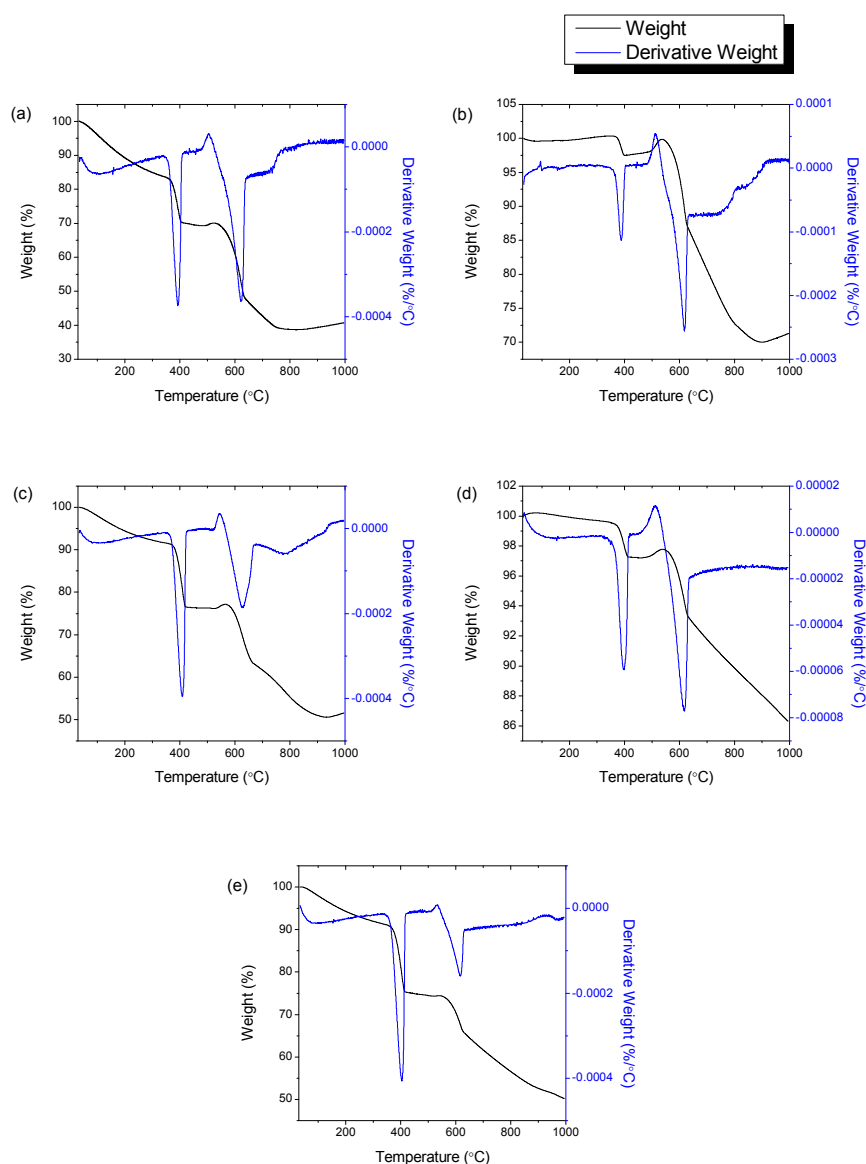 Weight
Derivative Weight
(a)
100
90
80
70
60
50
40
30
Weight (%)
200 400 600 800 1000
Temperature (°C)
0.0000
-0.0002
-0.0004
Derivative Weight (%/°C)
(b)
105
100
95
90
85
80
75
70
Weight (%)
200 400 600 800 1000
Temperature (°C)
0.0001
0.0000
-0.0001
-0.0002
-0.0003
Derivative Weight (%/°C)
(c)
100
90
80
70
60
50
Weight (%)
200 400 600 800 1000
Temperature (°C)
0.0000
-0.0002
-0.0004
Derivative Weight (%/°C)
(d)
102
100
98
96
94
92
90
88
86
Weight (%)
200 400 600 800 1000
Temperature (°C)
0.00002
0.00000
-0.00002
-0.00004
-0.00006
-0.00008
Derivative Weight (%/°C)
(e)
100
90
80
70
60
50
Weight (%)
200 400 600 800 1000
Temperature (°C)
0.0000
-0.0002
-0.0004
Derivative Weight (%/°C)